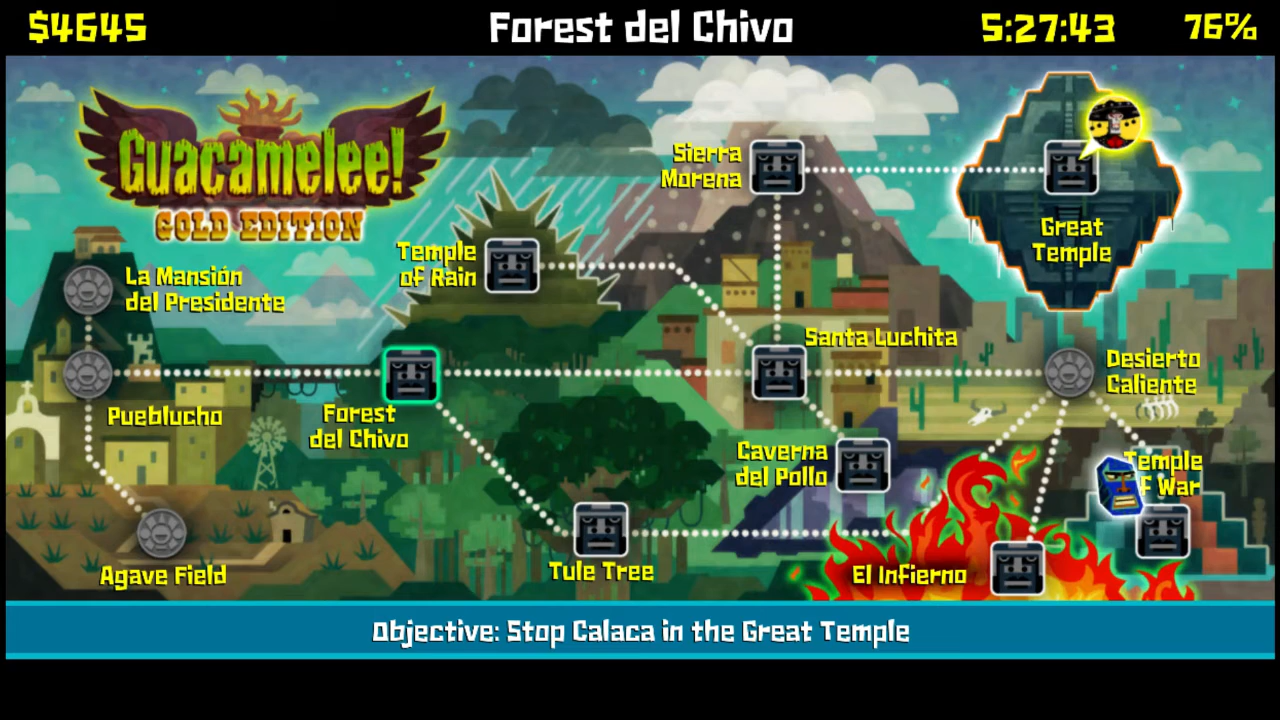 $4645
Forest del Chivo
5:27:43
76%
Guacamelee!
GOLD EDITION
Sierra
Morena
Great
Temple
Temple
of Rain
La Mansión
del Presidente
Santa Luchita
Desierto
Caliente
Pueblucho
Forest
del Chivo
Caverna
del Pollo
Temple
f War
Agave Field
Tule Tree
El Infierno
Objective: Stop Calaca in the Great Temple